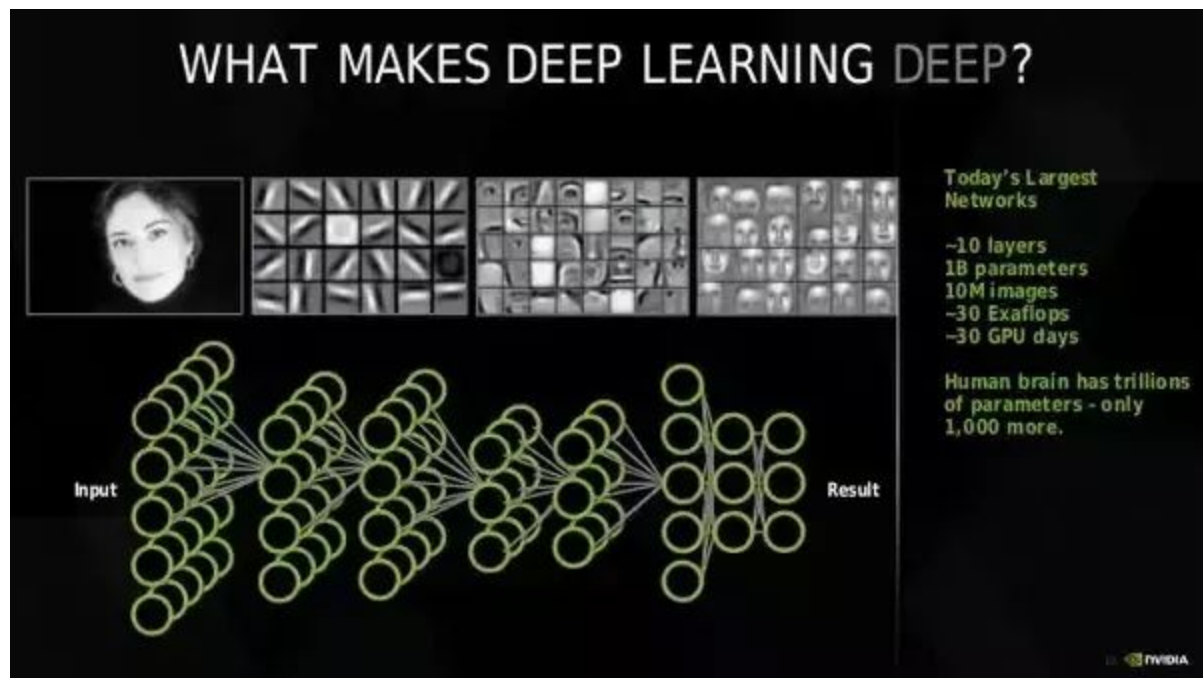 WHAT MAKES DEEP LEARNING DEEP?
Today's Largest
Networks
~10 layers
1B parameters
10M images
~30 Exaflops
~30 GPU days
Human brain has trillions
of parameters - only
1,000 more.
Input
Result
NVIDIA